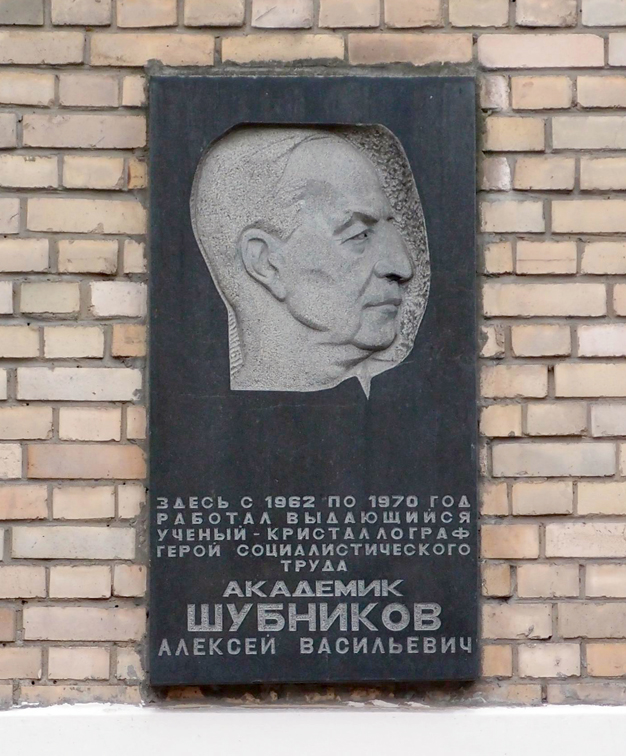 ЗДЕСЬ С 1962 ПО 1970 ГОД
РАБОТАЛ ВЫДАЮЩИЙСЯ
УЧЕНЫЙ-КРИСТАЛЛОГРАФ
ГЕРОЙ СОЦИАЛИСТИЧЕСКОГО
ТРУДА
АКАДЕМИК
ШУБНИКОВ
АЛЕКСЕЙ ВАСИЛЬЕВИЧ